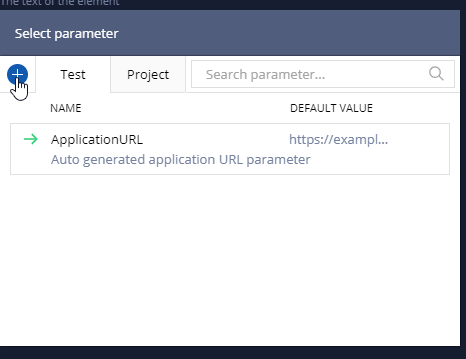 The text of the element
Select parameter
Test
Project
Search parameter...
NAME
DEFAULT VALUE
ApplicationURL
https://exampl...
Auto generated application URL parameter